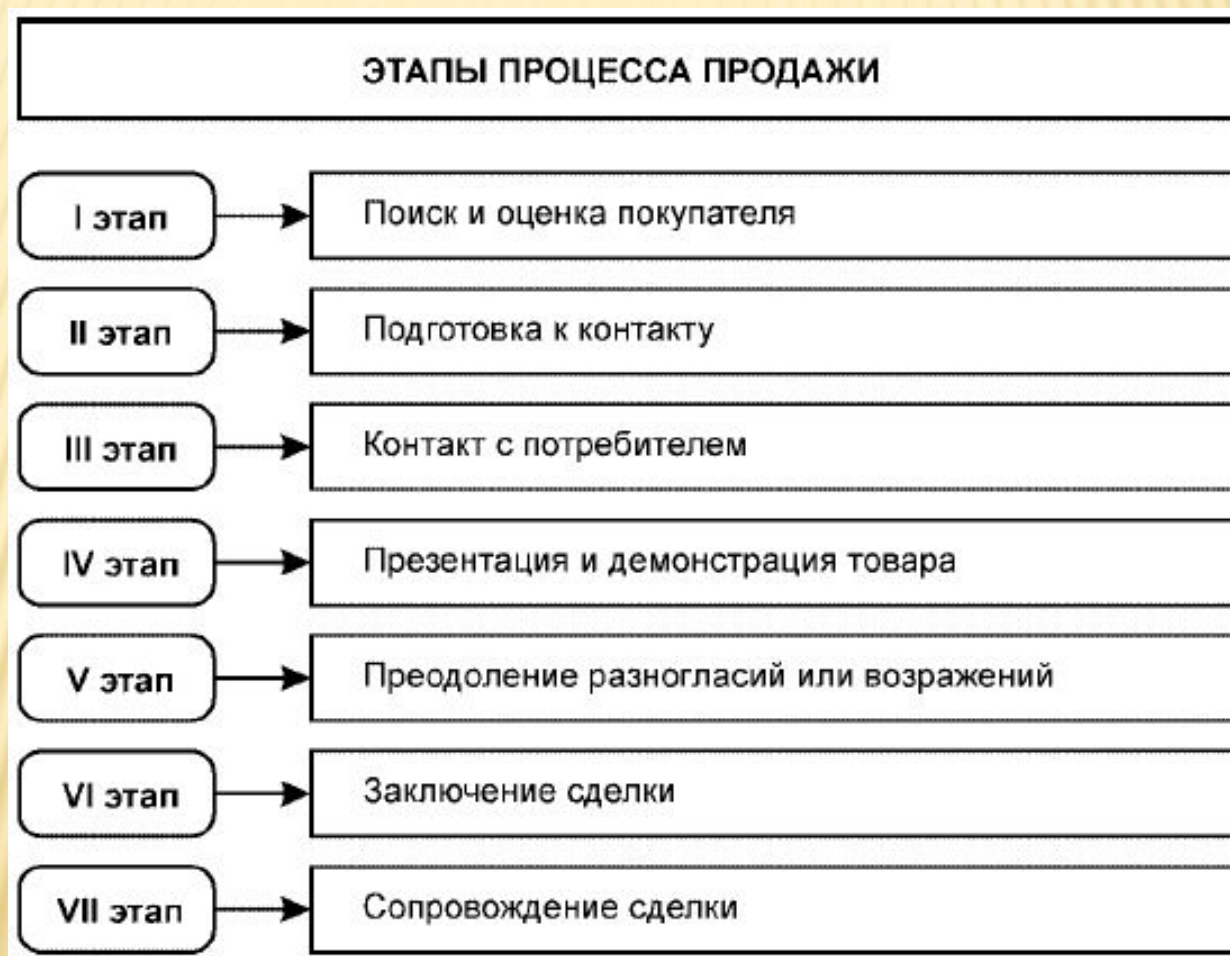 ЭТАПЫ ПРОЦЕССА ПРОДАЖИ
I этап Поиск и оценка покупателя
II этап Подготовка к контакту
III этап Контакт с потребителем
IV этап Презентация и демонстрация товара
V этап Преодоление разногласий или возражений
VI этап Заключение сделки
VII этап Сопровождение сделки